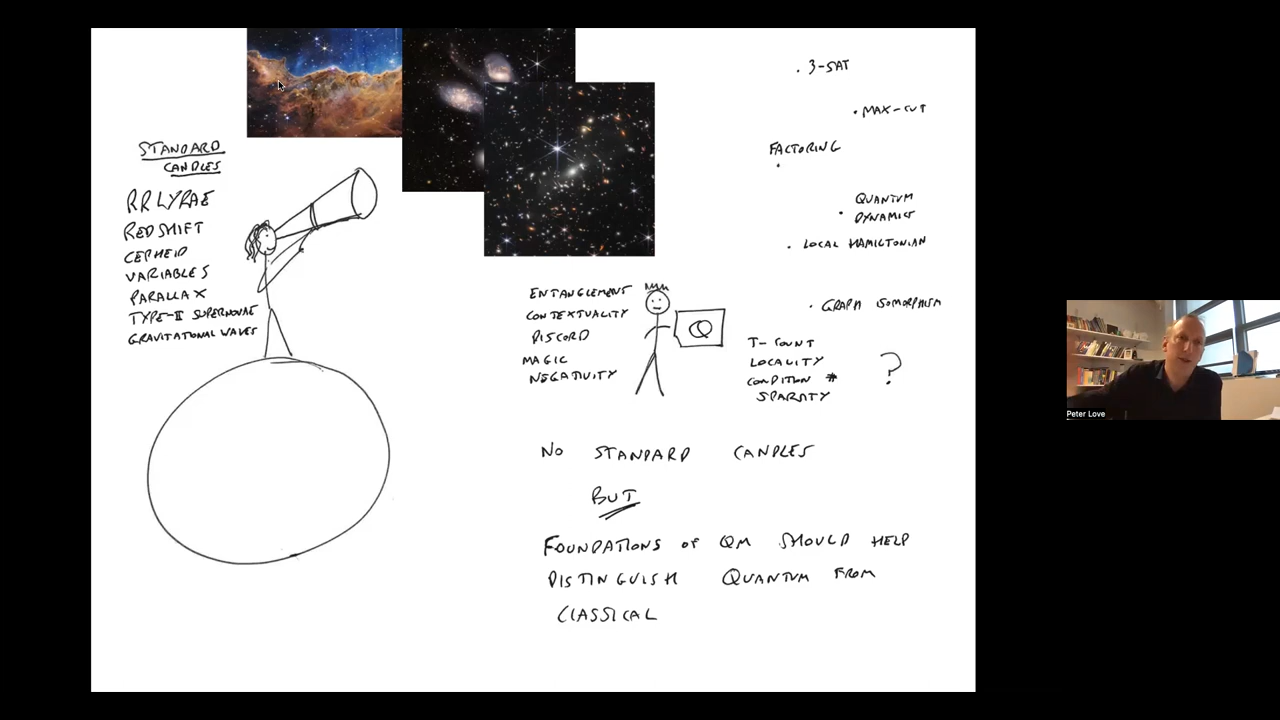 STANDARD
CANDLES
RR LYRAE
REDSHIFT
CEPHEID
VARIABLES
PARALLAX
TYPE-II SUPERNOVAE
GRAVITATIONAL WAVES
ENTANGLEMENT
CONTEXTUALITY
DISCORD
MAGIC
NEGATIVITY
3-SAT
MAX-CUT
FACTORING
QUANTUM
DYNAMICS
LOCAL HAMILTONIAN
GRAPH ISOMORPHISM
T-COUNT
LOCALITY
CONDITION #
SPARSITY
?
NO STANDARD CANDLES
BUT
FOUNDATIONS OF QM SHOULD HELP
DISTINGUISH QUANTUM FROM
CLASSICAL
Peter Love